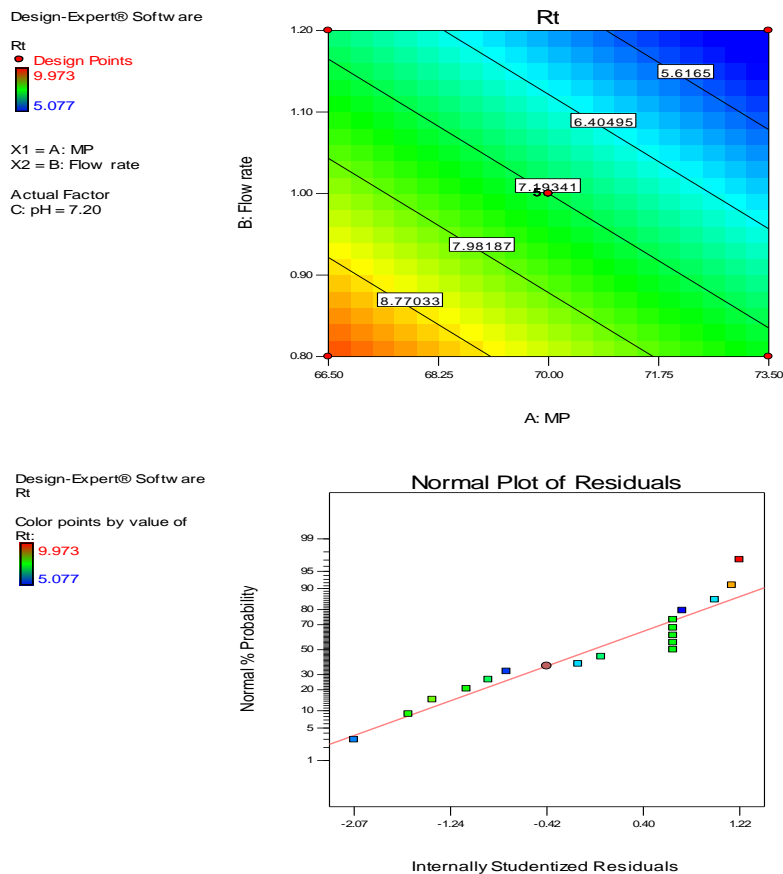 Design-Expert® Software
Rt
Design Points
9.973
5.077
X1 = A: MP
X2 = B: Flow rate
Actual Factor
C: pH = 7.20
Rt
1.20
1.10
1.00
0.90
0.80
B: Flow rate
5.6165
6.40495
7.19341
5
7.98187
8.77033
66.50 68.25 70.00 71.75 73.50
A: MP
Design-Expert® Software
Rt
Color points by value of
Rt:
9.973
5.077
Normal Plot of Residuals
99
95
90
80
70
50
30
20
10
5
1
Normal % Probability
-2.07 -1.24 -0.42 0.40 1.22
Internally Studentized Residuals